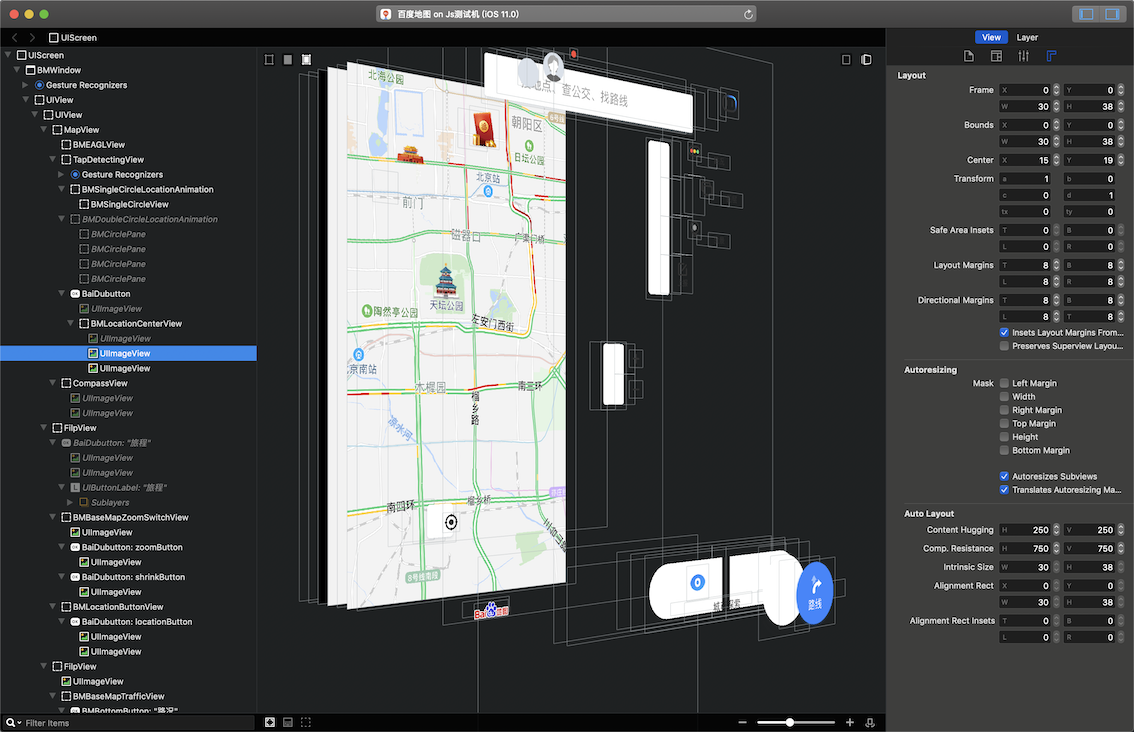 百度地图 on Js测试机 (iOS 11.0)
UIScreen
UIScreen
BMWindow
Gesture Recognizers
UIView
UIView
MapView
BMEAGLView
TapDetectingView
Gesture Recognizers
BMSingleCircleLocationAnimation
BMSingleCircleView
BMDoubleCircleLocationAnimation
BMCirclePane
BMCirclePane
BMCirclePane
BMCirclePane
BaiDubutton
UIImageView
BMLocationCenterView
UIImageView
UIImageView
UIImageView
CompassView
UIImageView
UIImageView
FilpView
BaiDubutton: "旅程"
UIImageView
UIImageView
UIButtonLabel: "旅程"
Sublayers
BMBaseMapZoomSwitchView
UIImageView
BaiDubutton: zoomButton
UIImageView
BaiDubutton: shrinkButton
UIImageView
BMLocationButtonView
BaiDubutton: locationButton
UIImageView
UIImageView
FilpView
UIImageView
BMBaseMapTrafficView
BMBottomButton: "路况"
Filter Items
北海公园
地点、查公交、找路线
朝阳区
日坛公园
北京站
前门
磁器口
广渠门桥
天坛公园
陶然亭公园
左安门西街
京南站
木樨园
南三环
榴乡路
凉水河
南四环
榴乡桥
8号线南段
Bai
地图
路线
View
Layer
Layout
Frame X 0 Y 0
W 30 H 38
Bounds X 0 Y 0
W 30 H 38
Center X 15 Y 19
Transform a 1 b 0
c 0 d 1
tx 0 ty 0
Safe Area Insets T 0 B 0
L 0 R 0
Layout Margins T 8 B 8
L 8 R 8
Directional Margins T 8 B 8
L 8 T 8
Insets Layout Margins From...
Preserves Superview Layou...
Autoresizing
Mask Left Margin
Width
Right Margin
Top Margin
Height
Bottom Margin
Autoresizes Subviews
Translates Autoresizing Ma...
Auto Layout
Content Hugging H 250 V 250
Comp. Resistance H 750 V 750
Intrinsic Size W 30 H 38
Alignment Rect X 0 Y 0
W 30 H 38
Alignment Rect Insets T 0 B 0
L 0 R 0